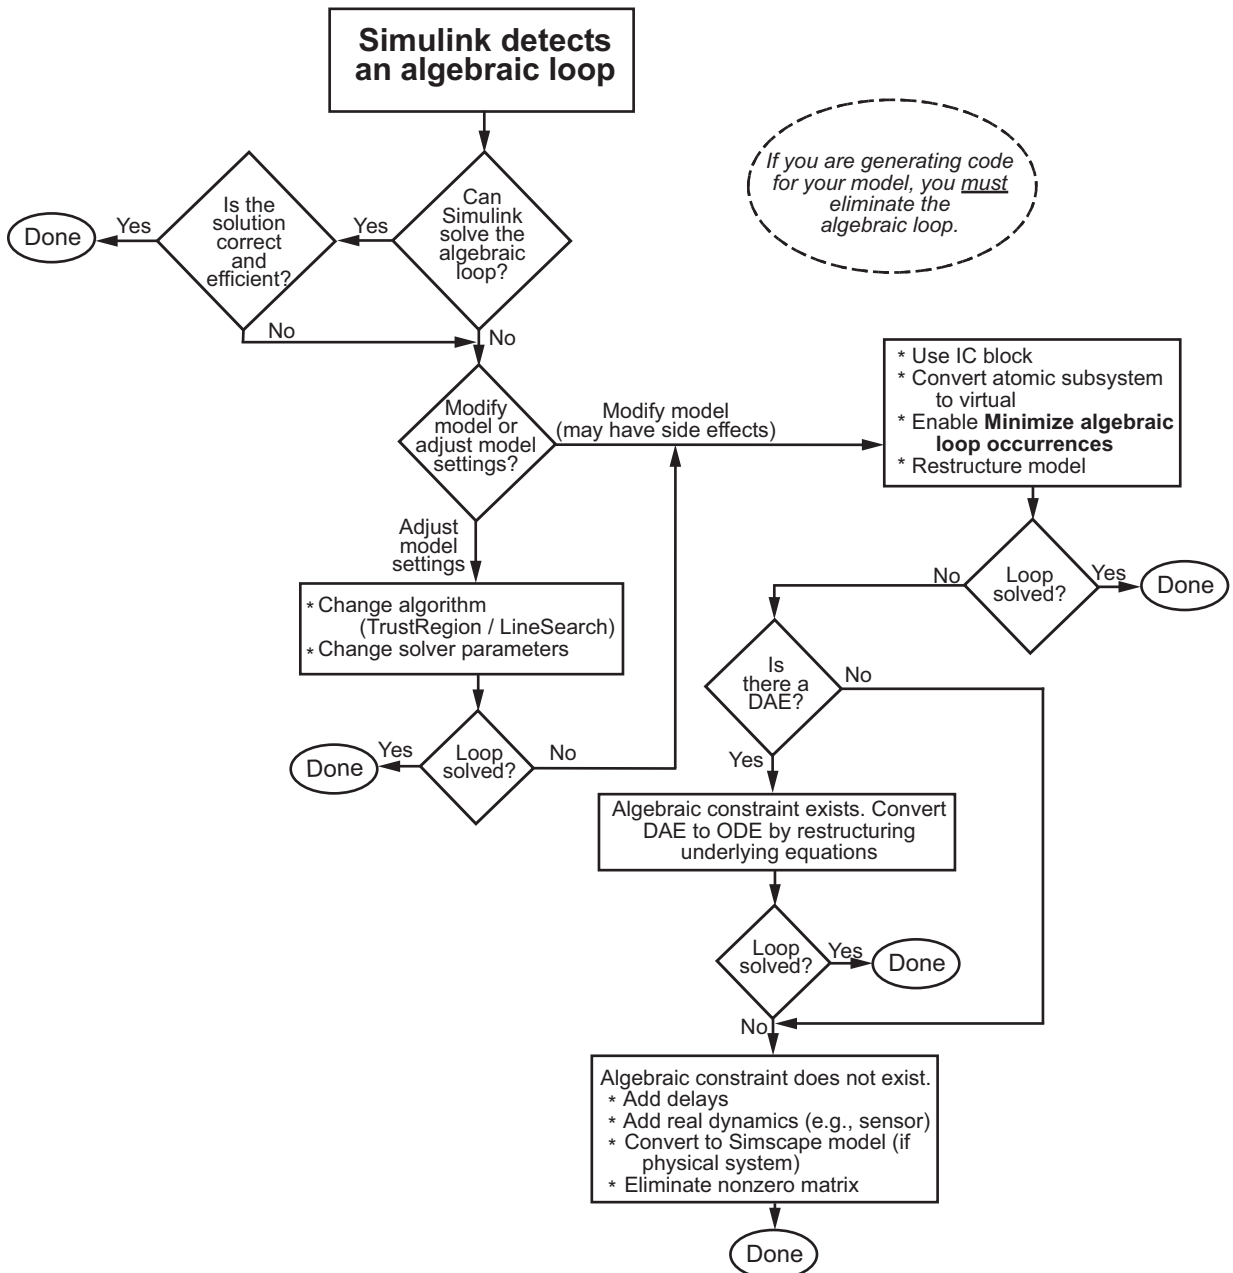 Simulink detects
an algebraic loop
If you are generating code
for your model, you must
eliminate the
algebraic loop.
Can
Simulink
solve the
algebraic
loop?
Yes
Is the
solution
correct
and
efficient?
Yes
Done
No
No
Modify
model or
adjust model
settings?
Modify model
(may have side effects)
* Use IC block
* Convert atomic subsystem
to virtual
* Enable Minimize algebraic
loop occurrences
* Restructure model
Adjust
model
settings
* Change algorithm
(TrustRegion / LineSearch)
* Change solver parameters
Loop
solved?
Yes
Done
No
Loop
solved?
Yes
Done
No
Is
there a
DAE?
No
Yes
Algebraic constraint exists. Convert
DAE to ODE by restructuring
underlying equations
Loop
solved?
Yes
Done
No
Algebraic constraint does not exist.
* Add delays
* Add real dynamics (e.g., sensor)
* Convert to Simscape model (if
physical system)
* Eliminate nonzero matrix
Done